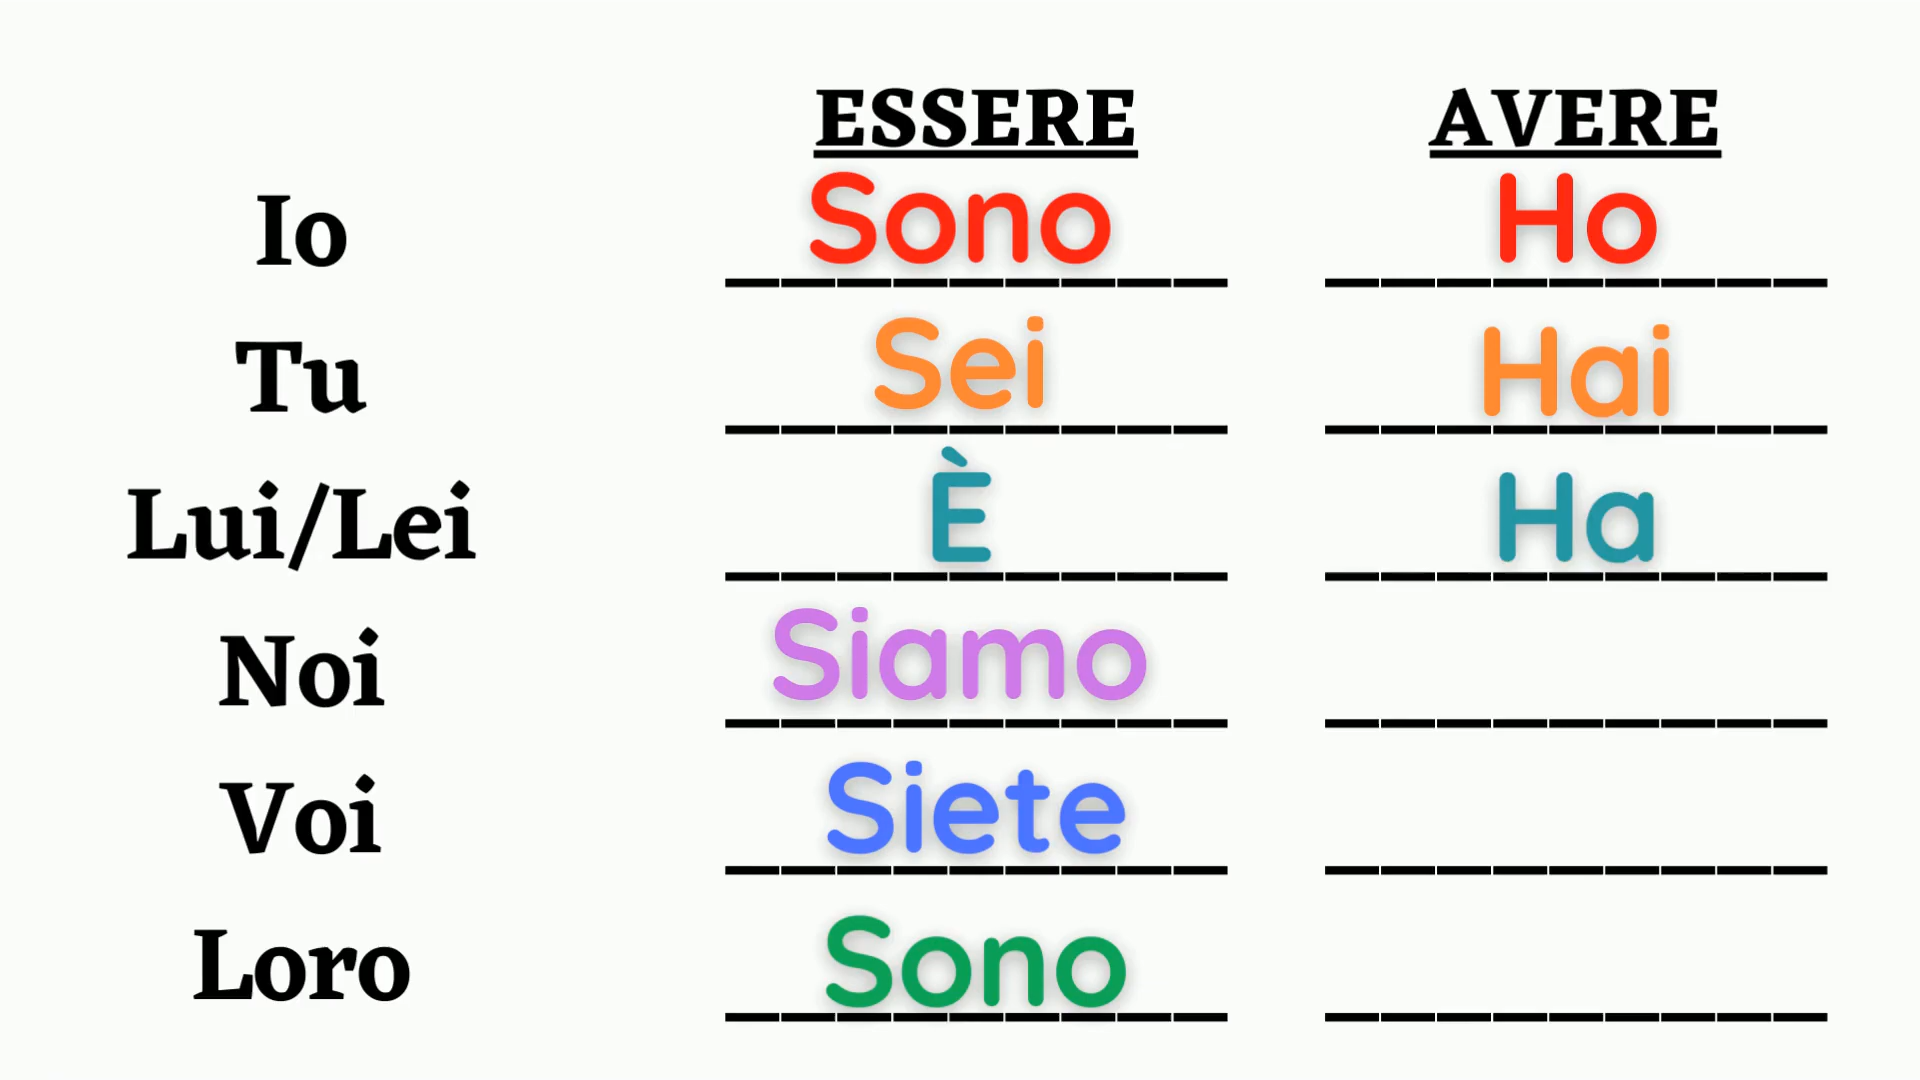 ESSERE AVERE
Io Sono Ho
Tu Sei Hai
Lui/Lei È Ha
Noi Siamo
Voi Siete
Loro Sono